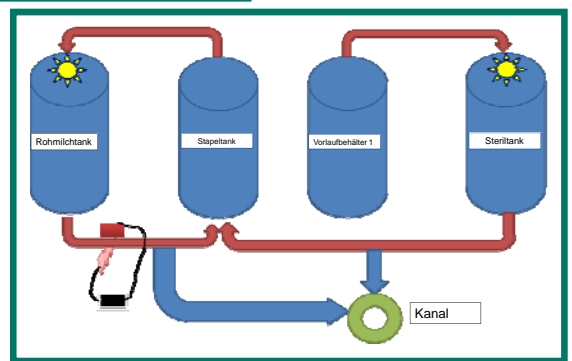 Rohmilchtank
Stapeltank
Vorlaufbehälter 1
Steriltank
Kanal